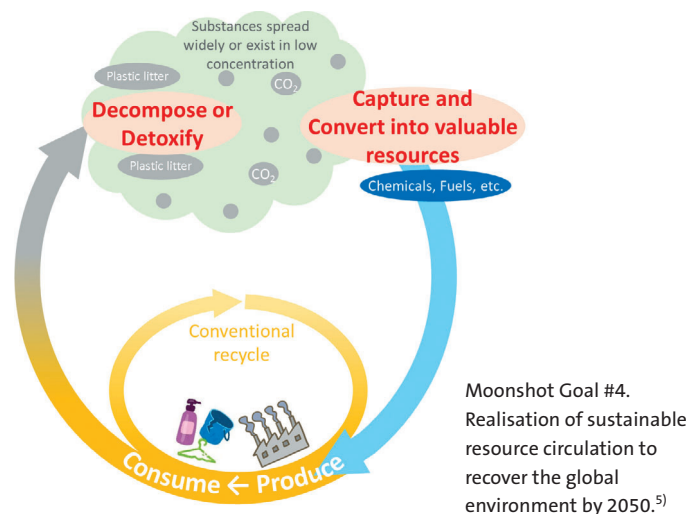 Substances spread
widely or exist in low
concentration
Plastic litter
CO₂
Decompose or
Detoxify
Capture and
Convert into valuable
resources
Plastic litter
CO₂
Chemicals, Fuels, etc.
Conventional
recycle
Consume ← Produce
Moonshot Goal #4.
Realisation of sustainable
resource circulation to
recover the global
environment by 2050.⁵⁾